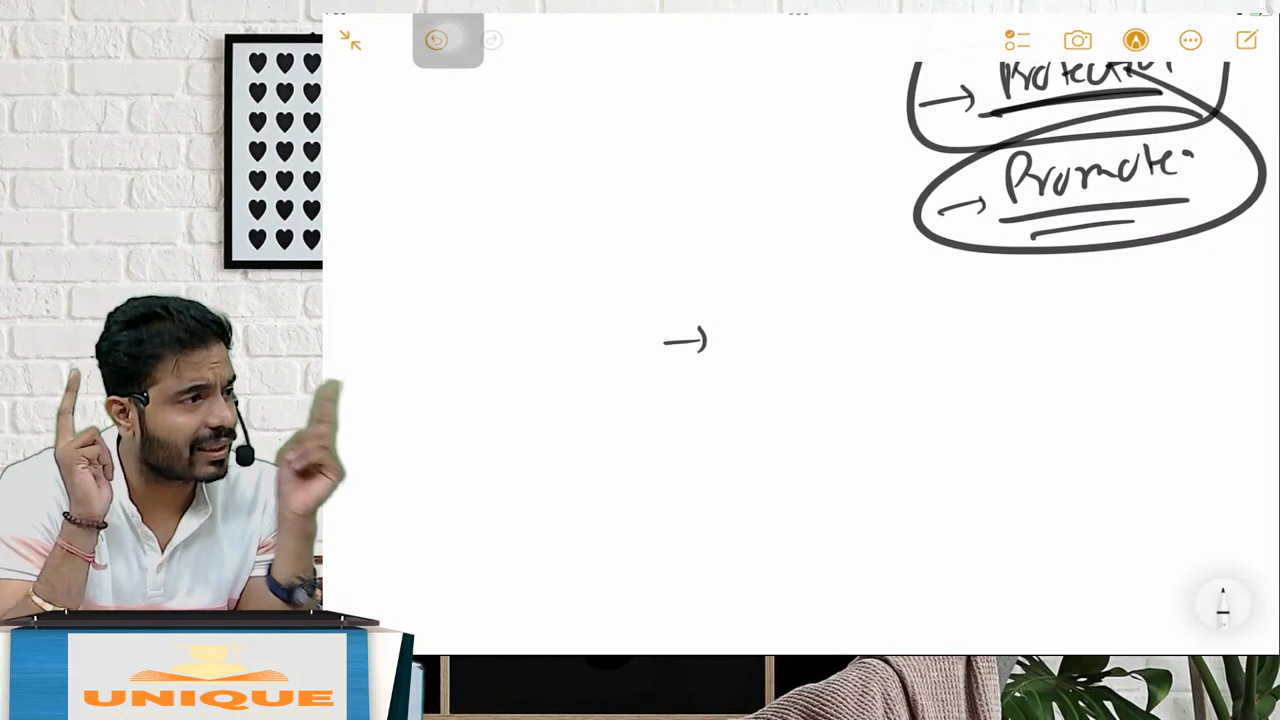 → Protection
→ Promote
→
UNIQUE